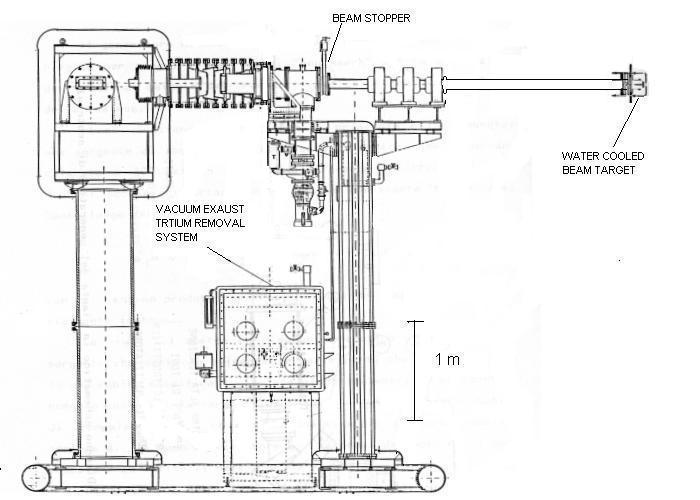 BEAM STOPPER
WATER COOLED
BEAM TARGET
VACUUM EXAUST
TRTIUM REMOVAL
SYSTEM
1 m